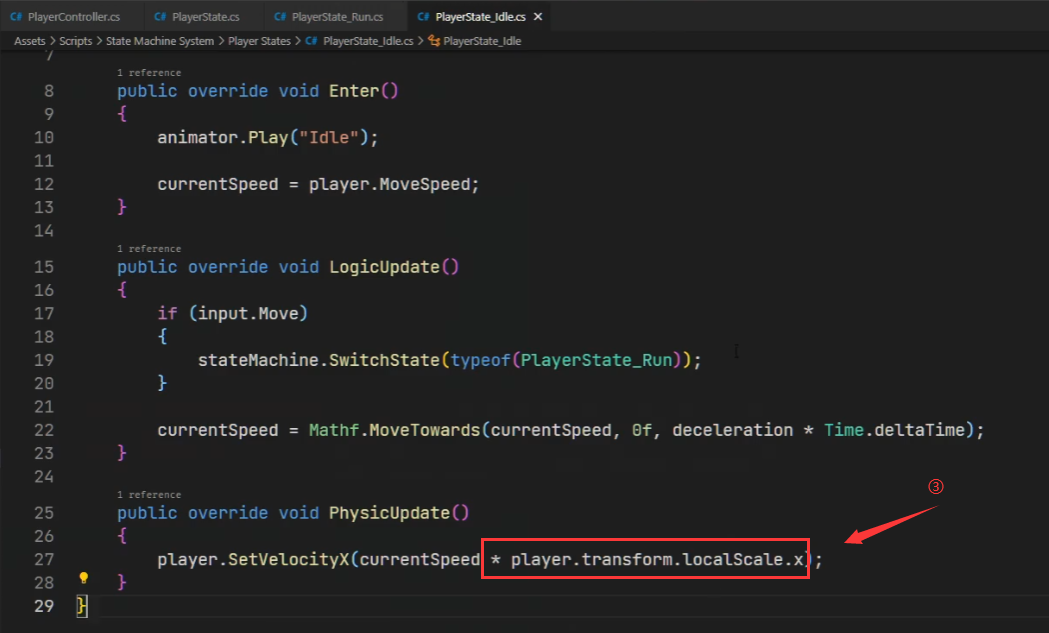 PlayerController.cs PlayerState.cs PlayerState_Run.cs PlayerState_Idle.cs
Assets > Scripts > State Machine System > Player States > PlayerState_Idle.cs > PlayerState_Idle
7
1 reference
8 public override void Enter()
9 {
10 animator.Play("Idle");
11
12 currentSpeed = player.MoveSpeed;
13 }
14
1 reference
15 public override void LogicUpdate()
16 {
17 if (input.Move)
18 {
19 stateMachine.SwitchState(typeof(PlayerState_Run));
20 }
21
22 currentSpeed = Mathf.MoveTowards(currentSpeed, 0f, deceleration * Time.deltaTime);
23 }
24
③
1 reference
25 public override void PhysicUpdate()
26 {
27 player.SetVelocityX(currentSpeed * player.transform.localScale.x);
28 }
29 }